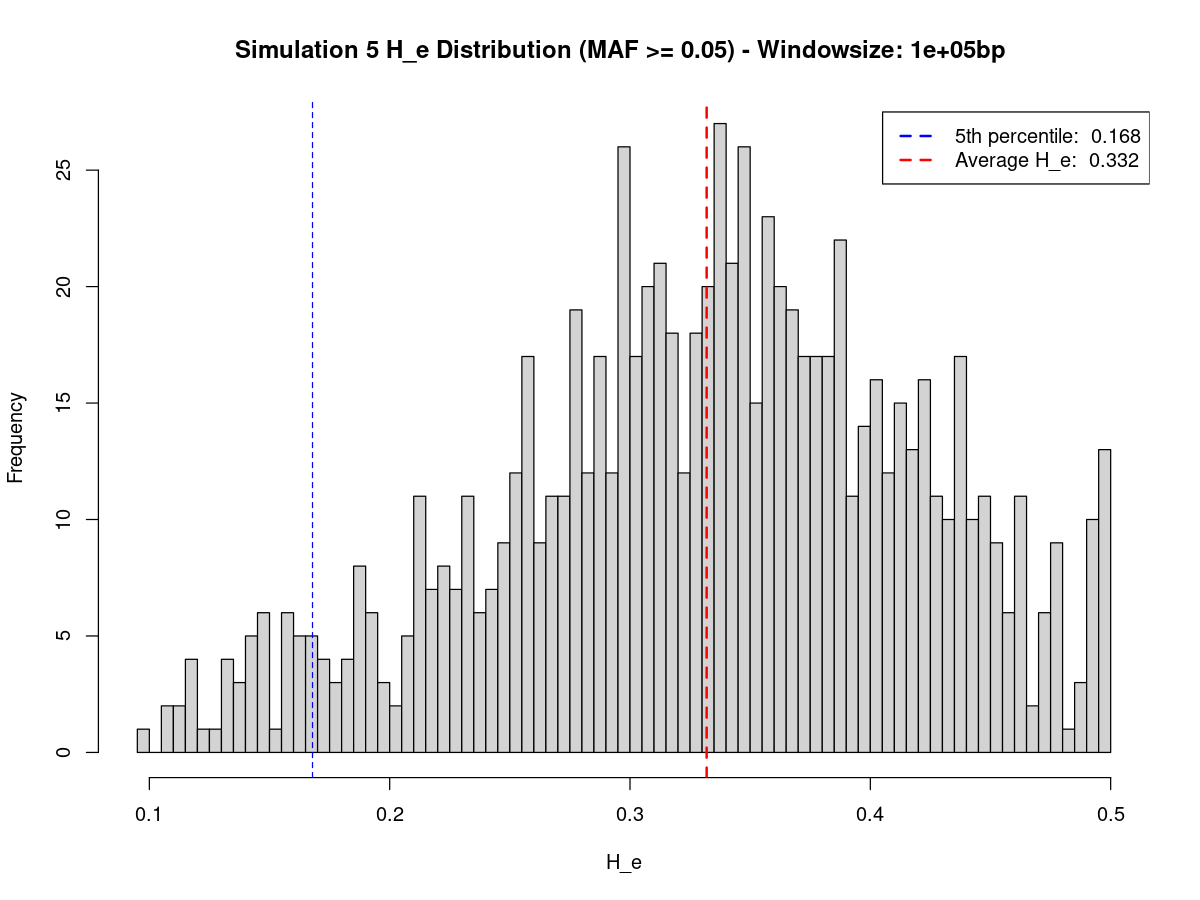 Simulation 5 H_e Distribution (MAF >= 0.05) - Windowsize: 1e+05bp
5th percentile:  0.168
Average H_e:  0.332
Frequency
25
20
15
10
5
0
0.1 0.2 0.3 0.4 0.5
H_e